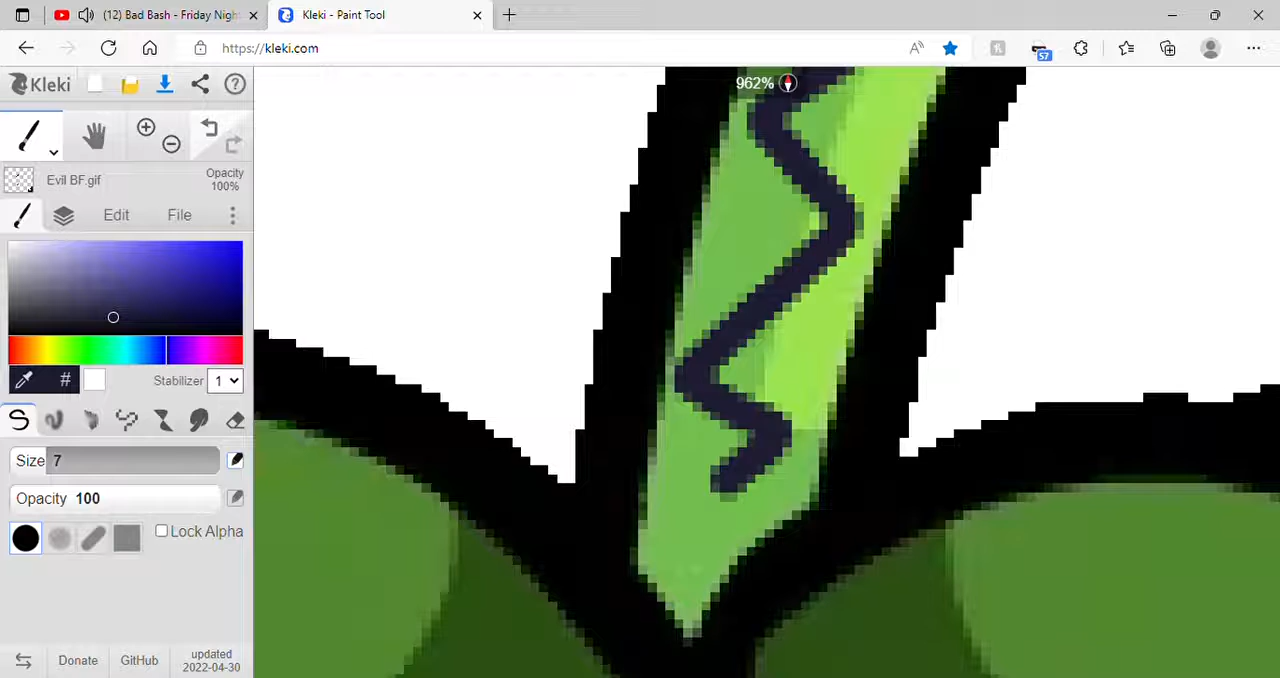 (12) Bad Bash - Friday Nigh
Kleki - Paint Tool
https://kleki.com
57
Kleki
962%
Evil BF.gif
Opacity
100%
Edit
File
#
Stabilizer 1
Size 7
Opacity 100
Lock Alpha
Donate
GitHub
updated
2022-04-30